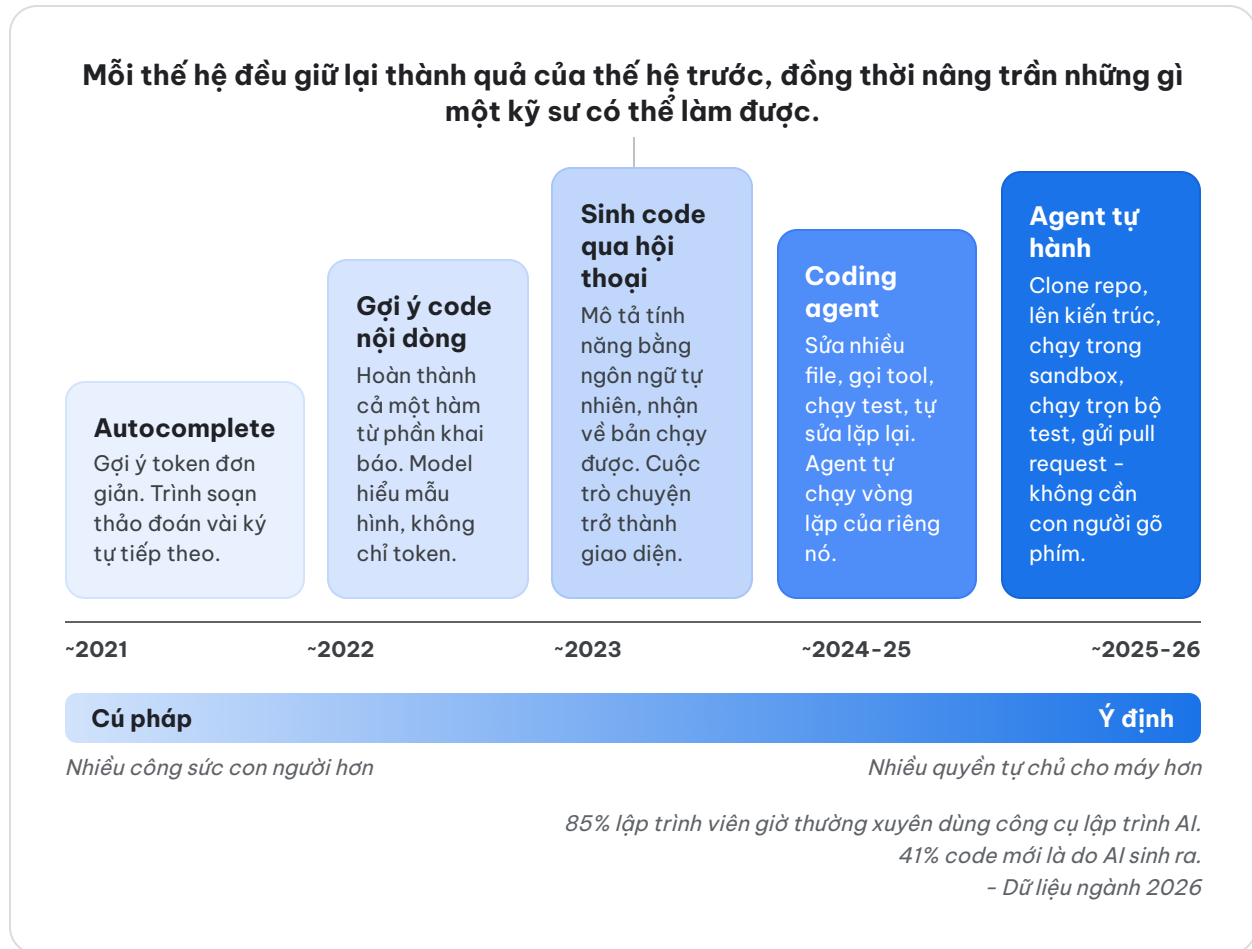 Mỗi thế hệ đều giữ lại thành quả của thế hệ trước, đồng thời nâng trần những gì
một kỹ sư có thể làm được.
Autocomplete
Gợi ý token đơn
giản. Trình soạn
thảo đoán vài ký
tự tiếp theo.
Gợi ý code
nội dòng
Hoàn thành
cả một hàm
từ phần khai
báo. Model
hiểu mẫu
hình, không
chỉ token.
Sinh code
qua hội
thoại
Mô tả tính
năng bằng
ngôn ngữ tự
nhiên, nhận
về bản chạy
được. Cuộc
trò chuyện
trở thành
giao diện.
Coding
agent
Sửa nhiều
file, gọi tool,
chạy test, tự
sửa lặp lại.
Agent tự
chạy vòng
lặp của riêng
nó.
Agent tự
hành
Clone repo,
lên kiến trúc,
chạy trong
sandbox,
chạy trọn bộ
test, gửi pull
request –
không cần
con người gõ
phím.
~2021
~2022
~2023
~2024-25
~2025-26
Cú pháp
Ý định
Nhiều công sức con người hơn
Nhiều quyền tự chủ cho máy hơn
85% lập trình viên giờ thường xuyên dùng công cụ lập trình AI.
41% code mới là do AI sinh ra.
– Dữ liệu ngành 2026